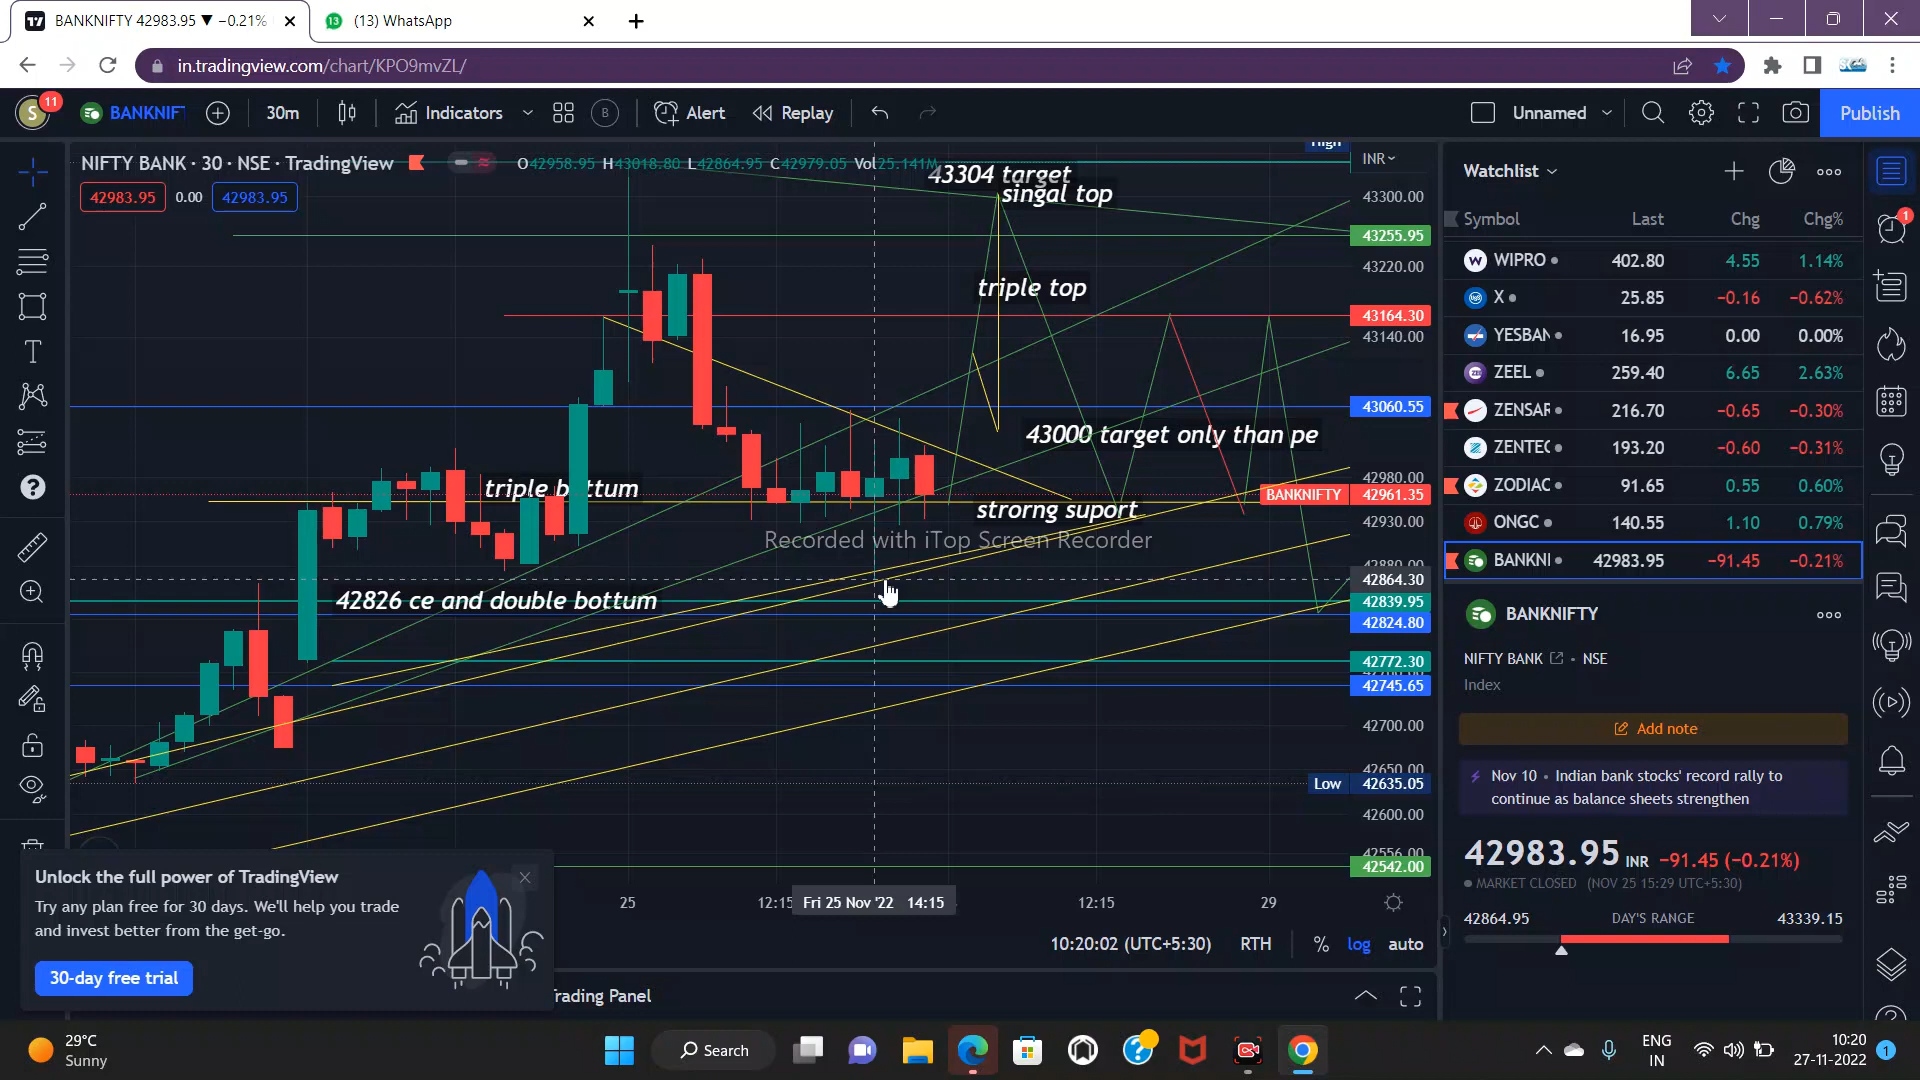 BANKNIFTY 42983.95 ▼ −0.21%
(13) WhatsApp
in.tradingview.com/chart/KPO9mvZL/
S 11
BANKNIF
30m
Indicators
B
Alert
Replay
Unnamed
Publish
NIFTY BANK · 30 · NSE · TradingView
O42958.95 H43018.80 L42864.95 C42979.05 Vol25.141M
42983.95 0.00 42983.95
High
INR
43304 target
singal top
triple top
43000 target only than pe
triple bottum
strorng suport
Recorded with iTop Screen Recorder
42826 ce and double bottum
43300.00
43255.95
43220.00
43164.30
43140.00
43060.55
42980.00
BANKNIFTY 42961.35
42930.00
42880.00
42864.30
42839.95
42824.80
42772.30
42745.65
42700.00
42650.00
Low 42635.05
42600.00
42556.00
42542.00
25
12:15
Fri 25 Nov '22 14:15
12:15
29
10:20:02 (UTC+5:30) RTH % log auto
Trading Panel
Unlock the full power of TradingView
Try any plan free for 30 days. We'll help you trade
and invest better from the get-go.
30-day free trial
Watchlist
Symbol Last Chg Chg%
WIPRO 402.80 4.55 1.14%
X 25.85 −0.16 −0.62%
YESBAN 16.95 0.00 0.00%
ZEEL 259.40 6.65 2.63%
ZENSAR 216.70 −0.65 −0.30%
ZENTEC 193.20 −0.60 −0.31%
ZODIAC 91.65 0.55 0.60%
ONGC 140.55 1.10 0.79%
BANKNI 42983.95 −91.45 −0.21%
BANKNIFTY
NIFTY BANK · NSE
Index
Add note
Nov 10 · Indian bank stocks' record rally to
continue as balance sheets strengthen
42983.95 INR −91.45 (−0.21%)
MARKET CLOSED (NOV 25 15:29 UTC+5:30)
42864.95 DAY'S RANGE 43339.15
1
29°C
Sunny
Search
ENG
IN
10:20
27-11-2022
1